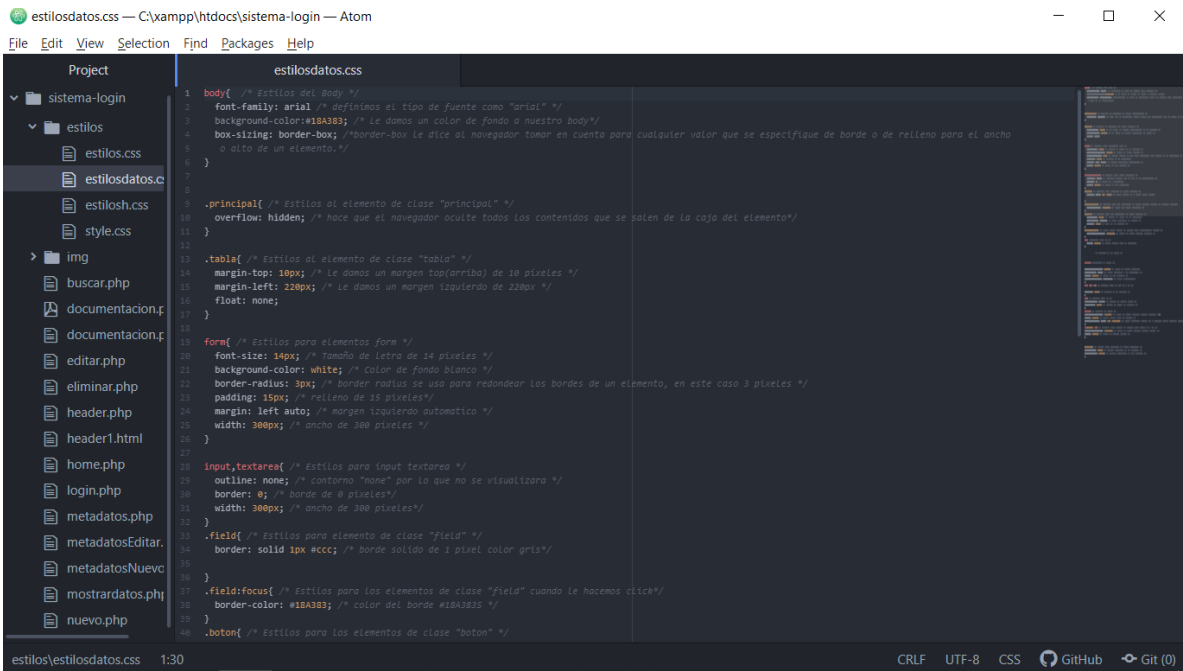 estilosdatos.css — C:\xampp\htdocs\sistema-login — Atom
File Edit View Selection Find Packages Help
Project
sistema-login
estilos
estilos.css
estilosdatos.cs
estilosh.css
style.css
img
buscar.php
documentacion.p
documentacion.p
editar.php
eliminar.php
header.php
header1.html
home.php
login.php
metadatos.php
metadatosEditar.
metadatosNuevo
mostrardatos.php
nuevo.php
estilosdatos.css
1 body{ /* Estilos del Body */
2 font-family: arial /* definimos el tipo de fuente como "arial" */
3 background-color:#18A383; /* Le damos un color de fondo a nuestro body*/
4 box-sizing: border-box; /*border-box le dice al navegador tomar en cuenta para cualquier valor que se especifique de borde o de relleno para el ancho
5 o alto de un elemento.*/
6 }
7
8
9 .principal{ /* Estilos al elemento de clase "principal" */
10 overflow: hidden; /* hace que el navegador oculte todos los contenidos que se salen de la caja del elemento*/
11 }
12
13 .tabla{ /* Estilos al elemento de clase "tabla" */
14 margin-top: 10px; /* le damos un margen top(arriba) de 10 pixeles */
15 margin-left: 220px; /* Le damos un margen izquierdo de 220px */
16 float: none;
17 }
18
19 form{ /* Estilos para elementos form */
20 font-size: 14px; /* Tamaño de letra de 14 pixeles */
21 background-color: white; /* Color de fondo blanco */
22 border-radius: 3px; /* border radius se usa para redondear los bordes de un elemento, en este caso 3 pixeles */
23 padding: 15px; /* relleno de 15 pixeles*/
24 margin: left auto; /* margen izquierdo automatico */
25 width: 300px; /* ancho de 300 pixeles */
26 }
27
28 input,textarea{ /* Estilos para input textarea */
29 outline: none; /* contorno "none" por lo que no se visualizara */
30 border: 0; /* borde de 0 pixeles*/
31 width: 300px; /* ancho de 300 pixeles*/
32 }
33 .field{ /* Estilos para elemento de clase "field" */
34 border: solid 1px #ccc; /* borde solido de 1 pixel color gris*/
35
36 }
37 .field:focus{ /* Estilos para los elementos de clase "field" cuando le hacemos click*/
38 border-color: #18A383; /* color del borde #18A383S */
39 }
40 .boton{ /* Estilos para los elementos de clase "boton" */
estilos\estilosdatos.css 1:30
CRLF UTF-8 CSS GitHub Git (0)